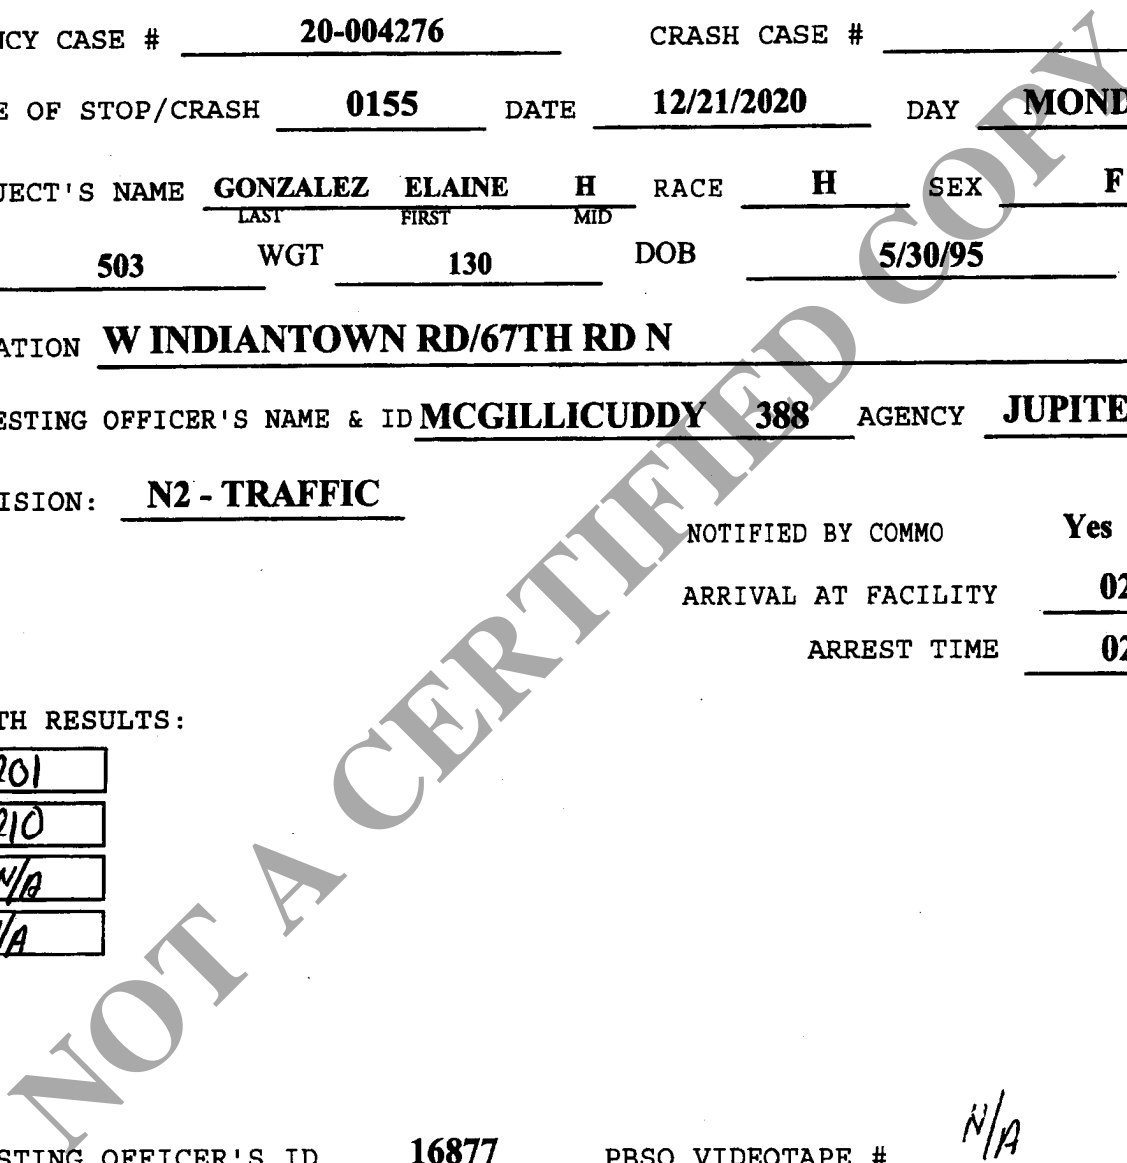 NCY CASE # 20-004276 CRASH CASE #
E OF STOP/CRASH 0155 DATE 12/21/2020 DAY MOND
JECT'S NAME GONZALEZ ELAINE H RACE H SEX F
LAST FIRST MID
503 WGT 130 DOB 5/30/95
ATION W INDIANTOWN RD/67TH RD N
ESTING OFFICER'S NAME & ID MCGILLICUDDY 388 AGENCY JUPITE
ISION: N2 - TRAFFIC
NOTIFIED BY COMMO Yes
ARRIVAL AT FACILITY 02
ARREST TIME 02
TH RESULTS:
201
210
N/A
N/A
N/A
STING OFFICER'S ID 16877 PBSO VIDEOTAPE #
NOT A CERTIFIED COPY